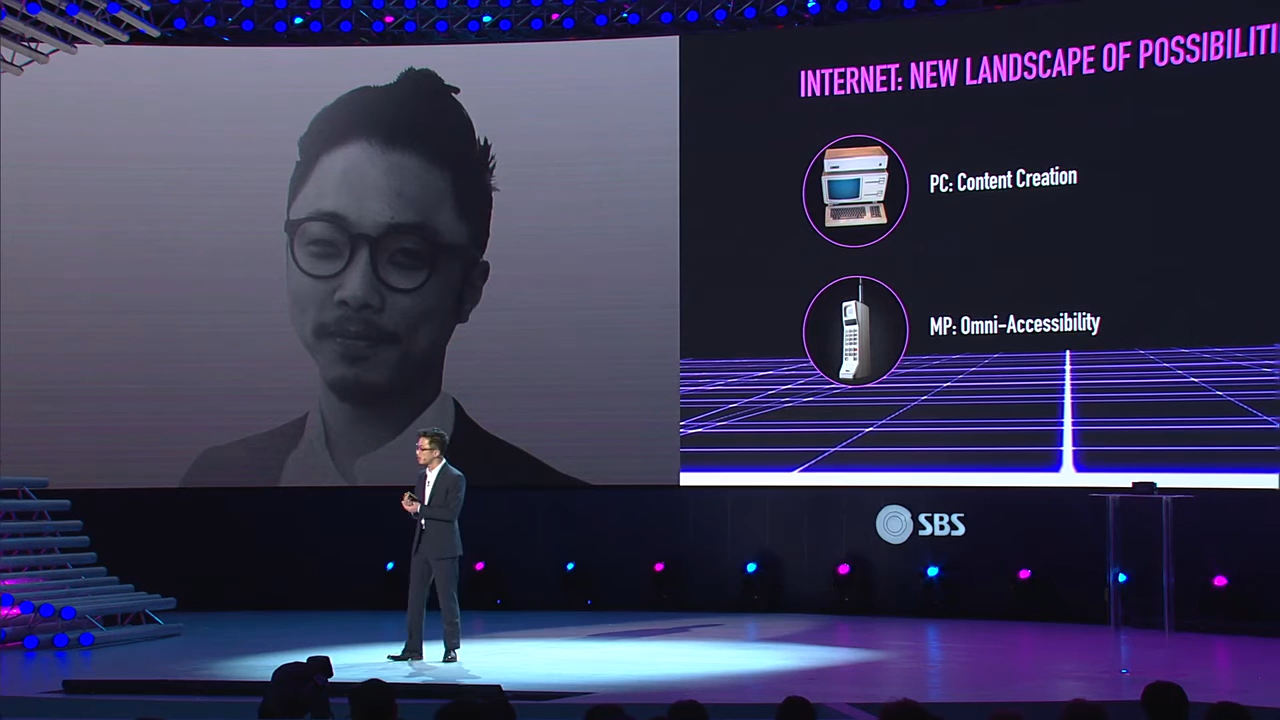 INTERNET: NEW LANDSCAPE OF POSSIBILITI
PC: Content Creation
MP: Omni-Accessibility
SBS